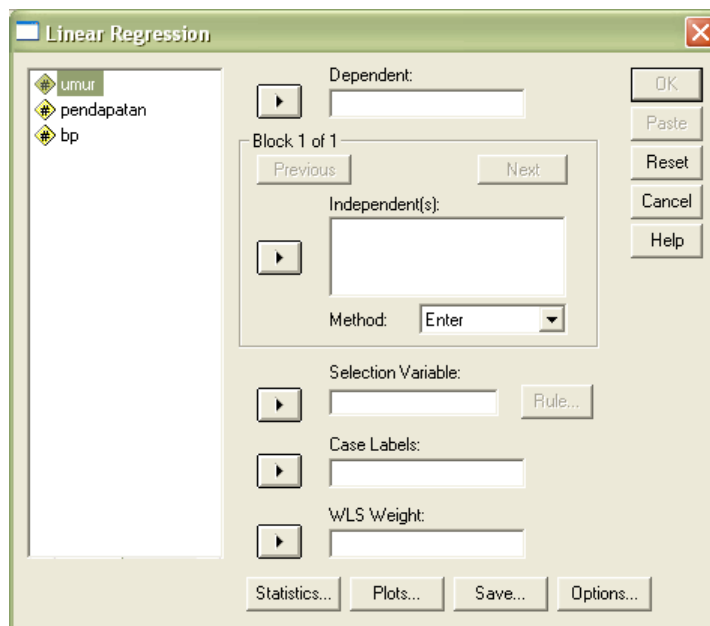 Linear Regression
umur
pendapatan
bp
Dependent:
Block 1 of 1
Previous
Next
Independent(s):
Method:
Enter
Selection Variable:
Rule...
Case Labels:
WLS Weight:
Statistics...
Plots...
Save...
Options...
OK
Paste
Reset
Cancel
Help